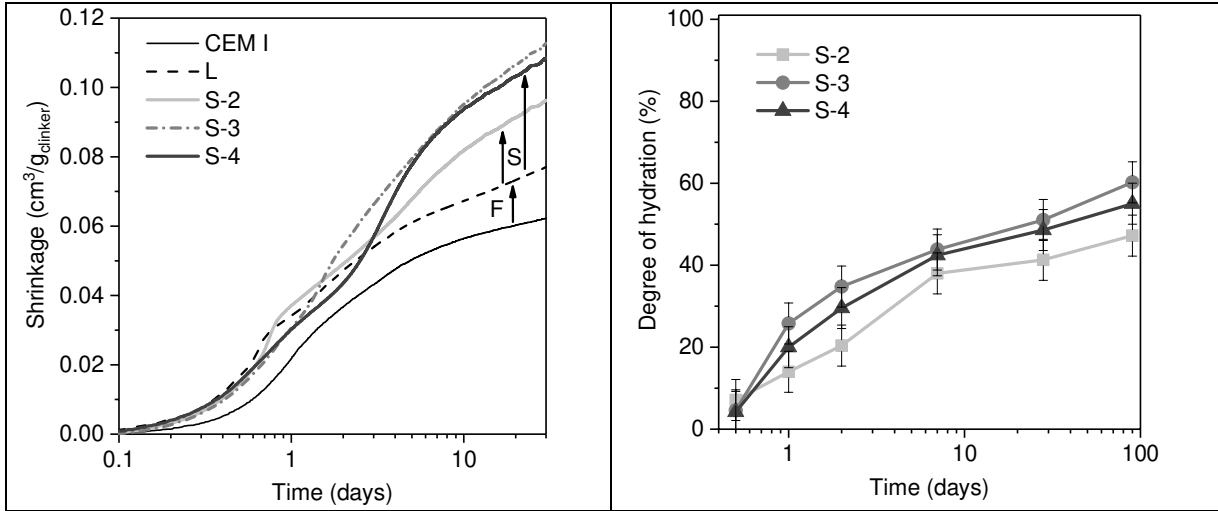 Shrinkage (cm³/g_clinker)
0.12
0.10
0.08
0.06
0.04
0.02
0.00
CEM I
L
S-2
S-3
S-4
S
F
0.1
1
10
Time (days)
Degree of hydration (%)
100
80
60
40
20
0
S-2
S-3
S-4
1
10
100
Time (days)